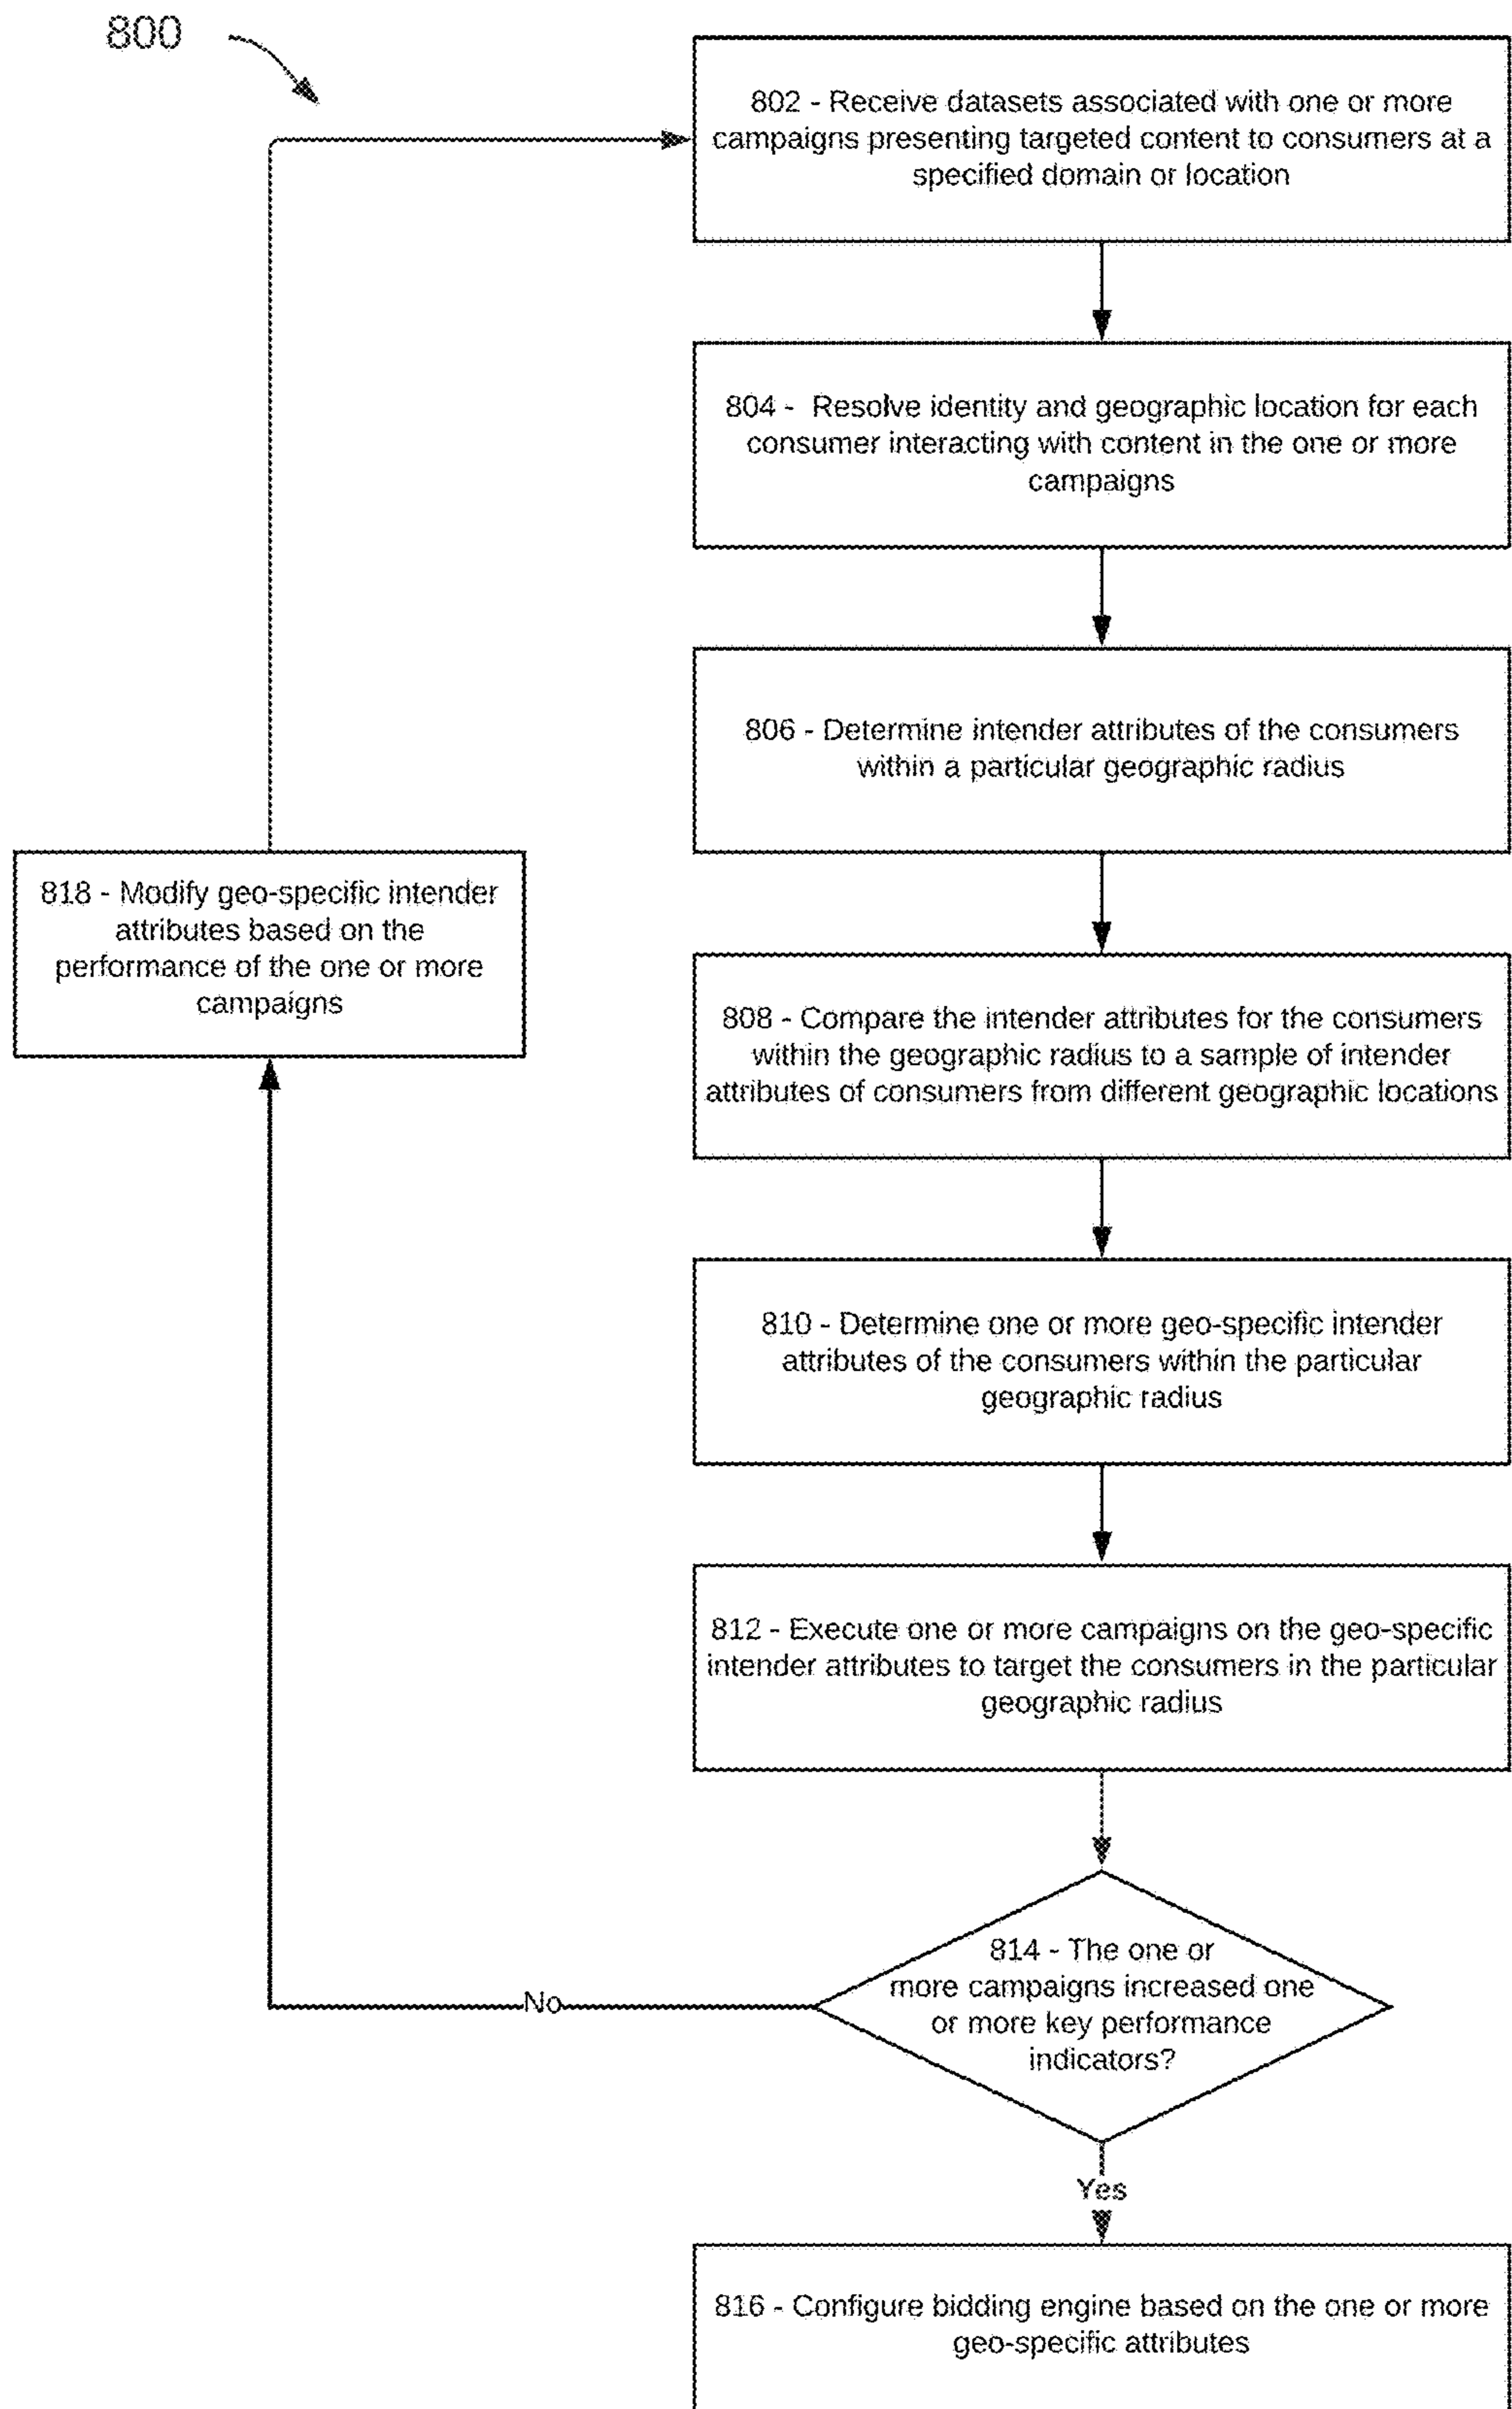 800
802 - Receive datasets associated with one or more
campaigns presenting targeted content to consumers at a
specified domain or location
804 - Resolve identity and geographic location for each
consumer interacting with content in the one or more
campaigns
806 - Determine intender attributes of the consumers
within a particular geographic radius
818 - Modify geo-specific intender
attributes based on the
performance of the one or more
campaigns
808 - Compare the intender attributes for the consumers
within the geographic radius to a sample of intender
attributes of consumers from different geographic locations
810 - Determine one or more geo-specific intender
attributes of the consumers within the particular
geographic radius
812 - Execute one or more campaigns on the geo-specific
intender attributes to target the consumers in the particular
geographic radius
814 - The one or
more campaigns increased one
or more key performance
indicators?
No
Yes
816 - Configure bidding engine based on the one or more
geo-specific attributes